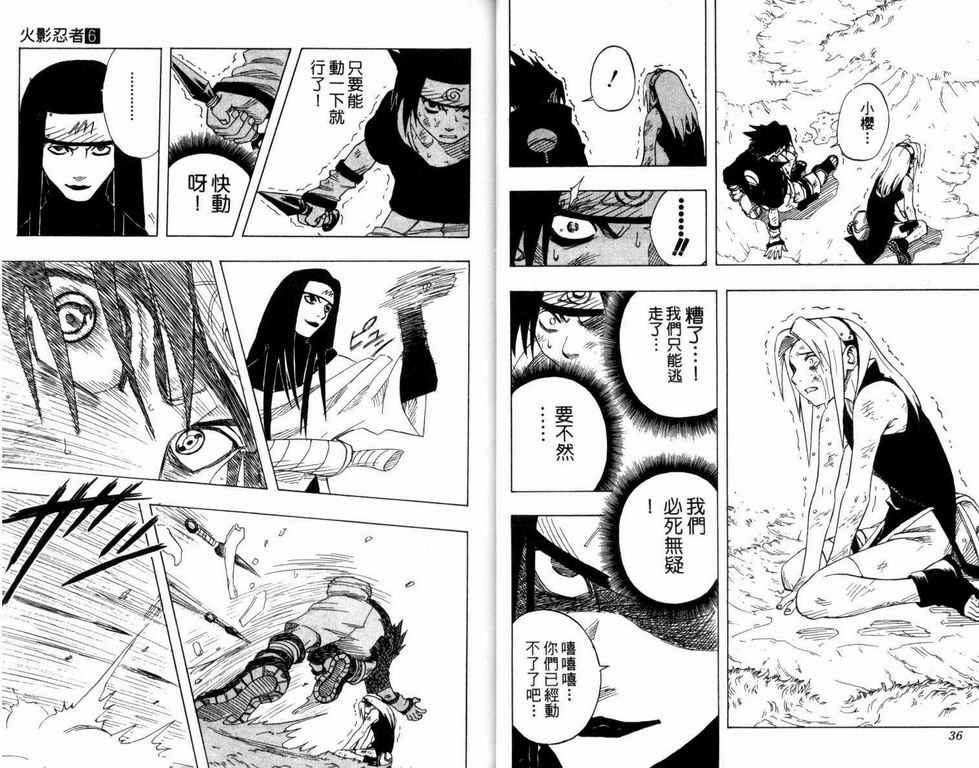 小櫻…
！
……!!
糟了…！
我們只能逃
走了…
要不然
……
我們
必死無疑
！
嘻嘻嘻…
你們已經動
不了了吧…
36
火影忍者6
只要能
動一下就
行了！
快動
呀！
………